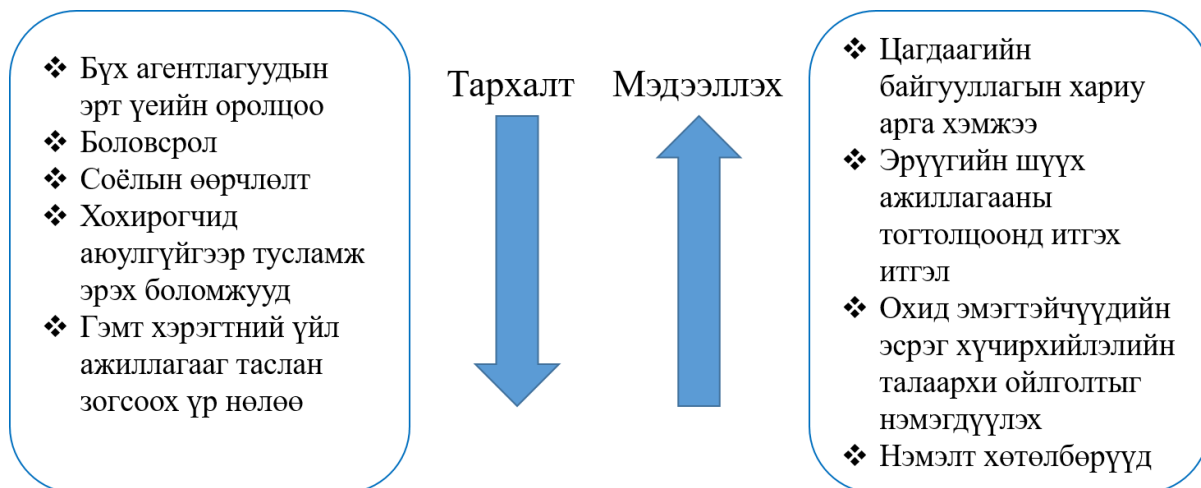 ❖ Бүх агентлагуудын
эрт үеийн оролцоо
❖ Боловсрол
❖ Соёлын өөрчлөлт
❖ Хохирогчид
аюулгүйгээр тусламж
эрэх боломжууд
❖ Гэмт хэрэгтний үйл
ажиллагааг таслан
зогсоох үр нөлөө
Тархалт
Мэдээллэх
❖ Цагдаагийн
байгууллагын хариу
арга хэмжээ
❖ Эрүүгийн шүүх
ажиллагааны
тогтолцоонд итгэх
итгэл
❖ Охид эмэгтэйчүүдийн
эсрэг хүчирхийлэлийн
талаархи ойлголтыг
нэмэгдүүлэх
❖ Нэмэлт хөтөлбөрүүд